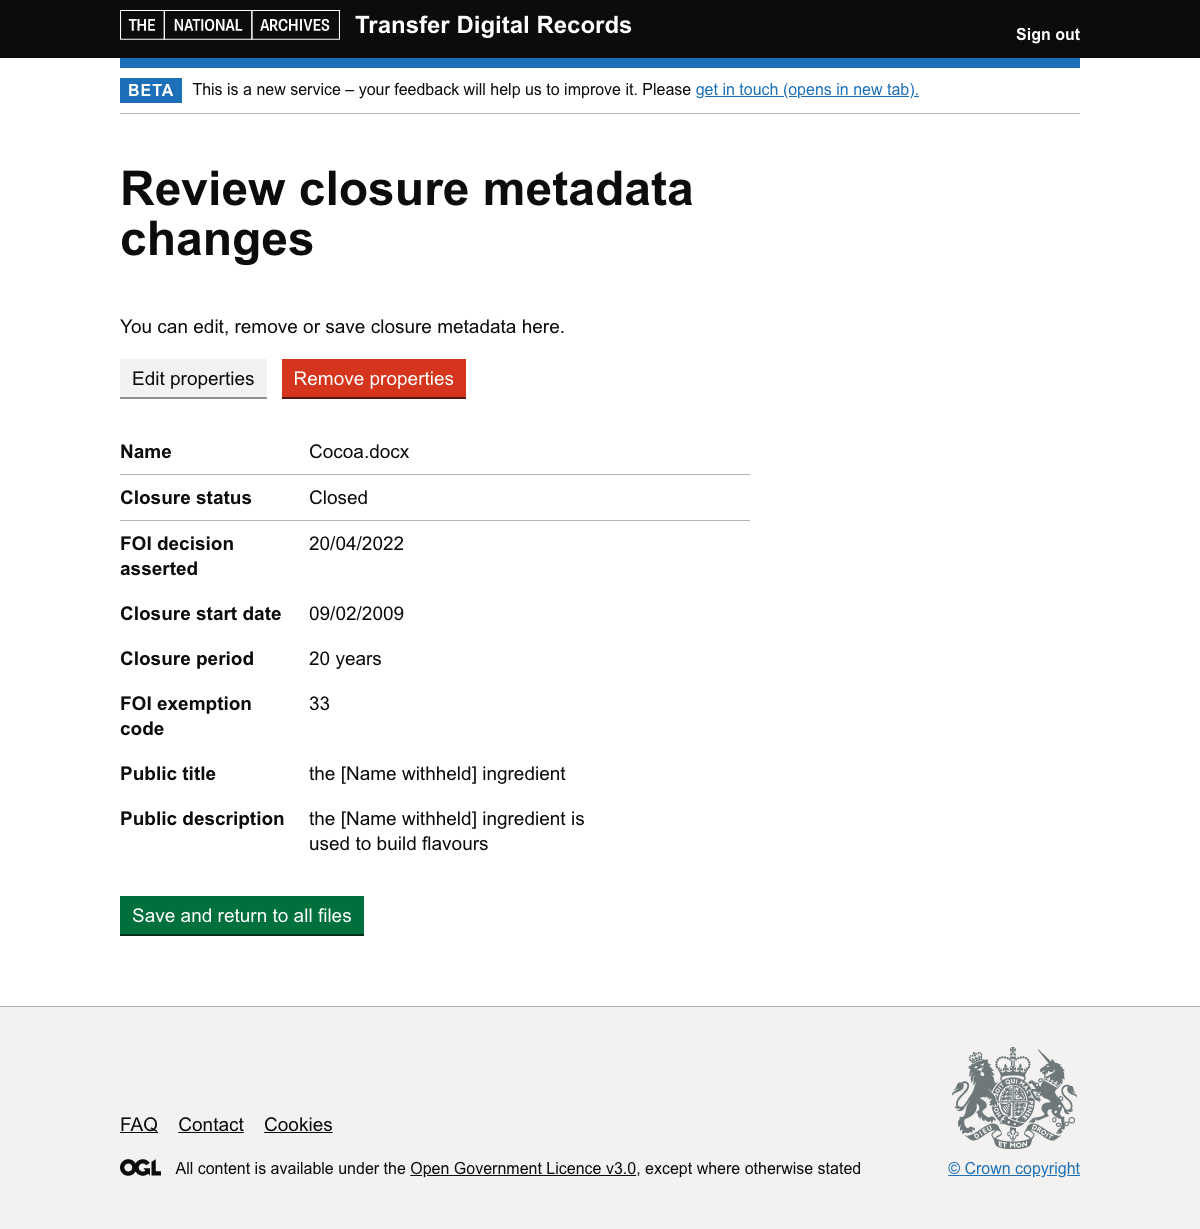 THE NATIONAL ARCHIVES Transfer Digital Records
Sign out
BETA This is a new service – your feedback will help us to improve it. Please get in touch (opens in new tab).
Review closure metadata
changes
You can edit, remove or save closure metadata here.
Edit properties Remove properties
Name Cocoa.docx
Closure status Closed
FOI decision 20/04/2022
asserted
Closure start date 09/02/2009
Closure period 20 years
FOI exemption 33
code
Public title the [Name withheld] ingredient
Public description the [Name withheld] ingredient is
used to build flavours
Save and return to all files
FAQ Contact Cookies
DIEU ET MON DROIT
OGL All content is available under the Open Government Licence v3.0, except where otherwise stated
© Crown copyright